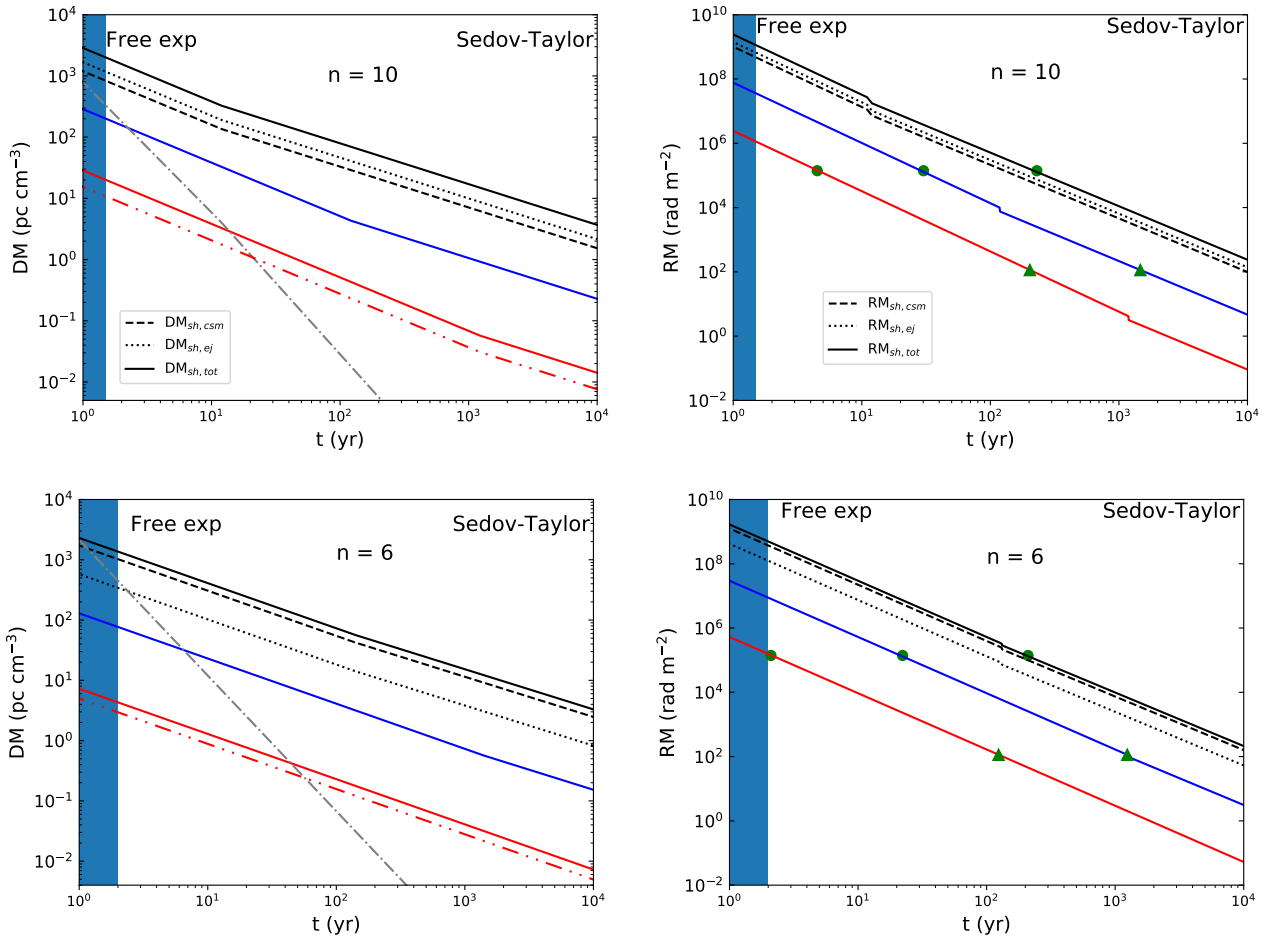 Free exp
Sedov-Taylor
n = 10
DM (pc cm⁻³)
10⁴
10³
10²
10¹
10⁰
10⁻¹
10⁻²
DM_sh,csm
DM_sh,ej
DM_sh,tot
10⁰ 10¹ 10² 10³ 10⁴
t (yr)
Free exp
Sedov-Taylor
n = 10
RM (rad m⁻²)
10¹⁰
10⁸
10⁶
10⁴
10²
10⁰
10⁻²
RM_sh,csm
RM_sh,ej
RM_sh,tot
10⁰ 10¹ 10² 10³ 10⁴
t (yr)
Free exp
Sedov-Taylor
n = 6
DM (pc cm⁻³)
10⁴
10³
10²
10¹
10⁰
10⁻¹
10⁻²
10⁰ 10¹ 10² 10³ 10⁴
t (yr)
Free exp
Sedov-Taylor
n = 6
RM (rad m⁻²)
10¹⁰
10⁸
10⁶
10⁴
10²
10⁰
10⁻²
10⁰ 10¹ 10² 10³ 10⁴
t (yr)